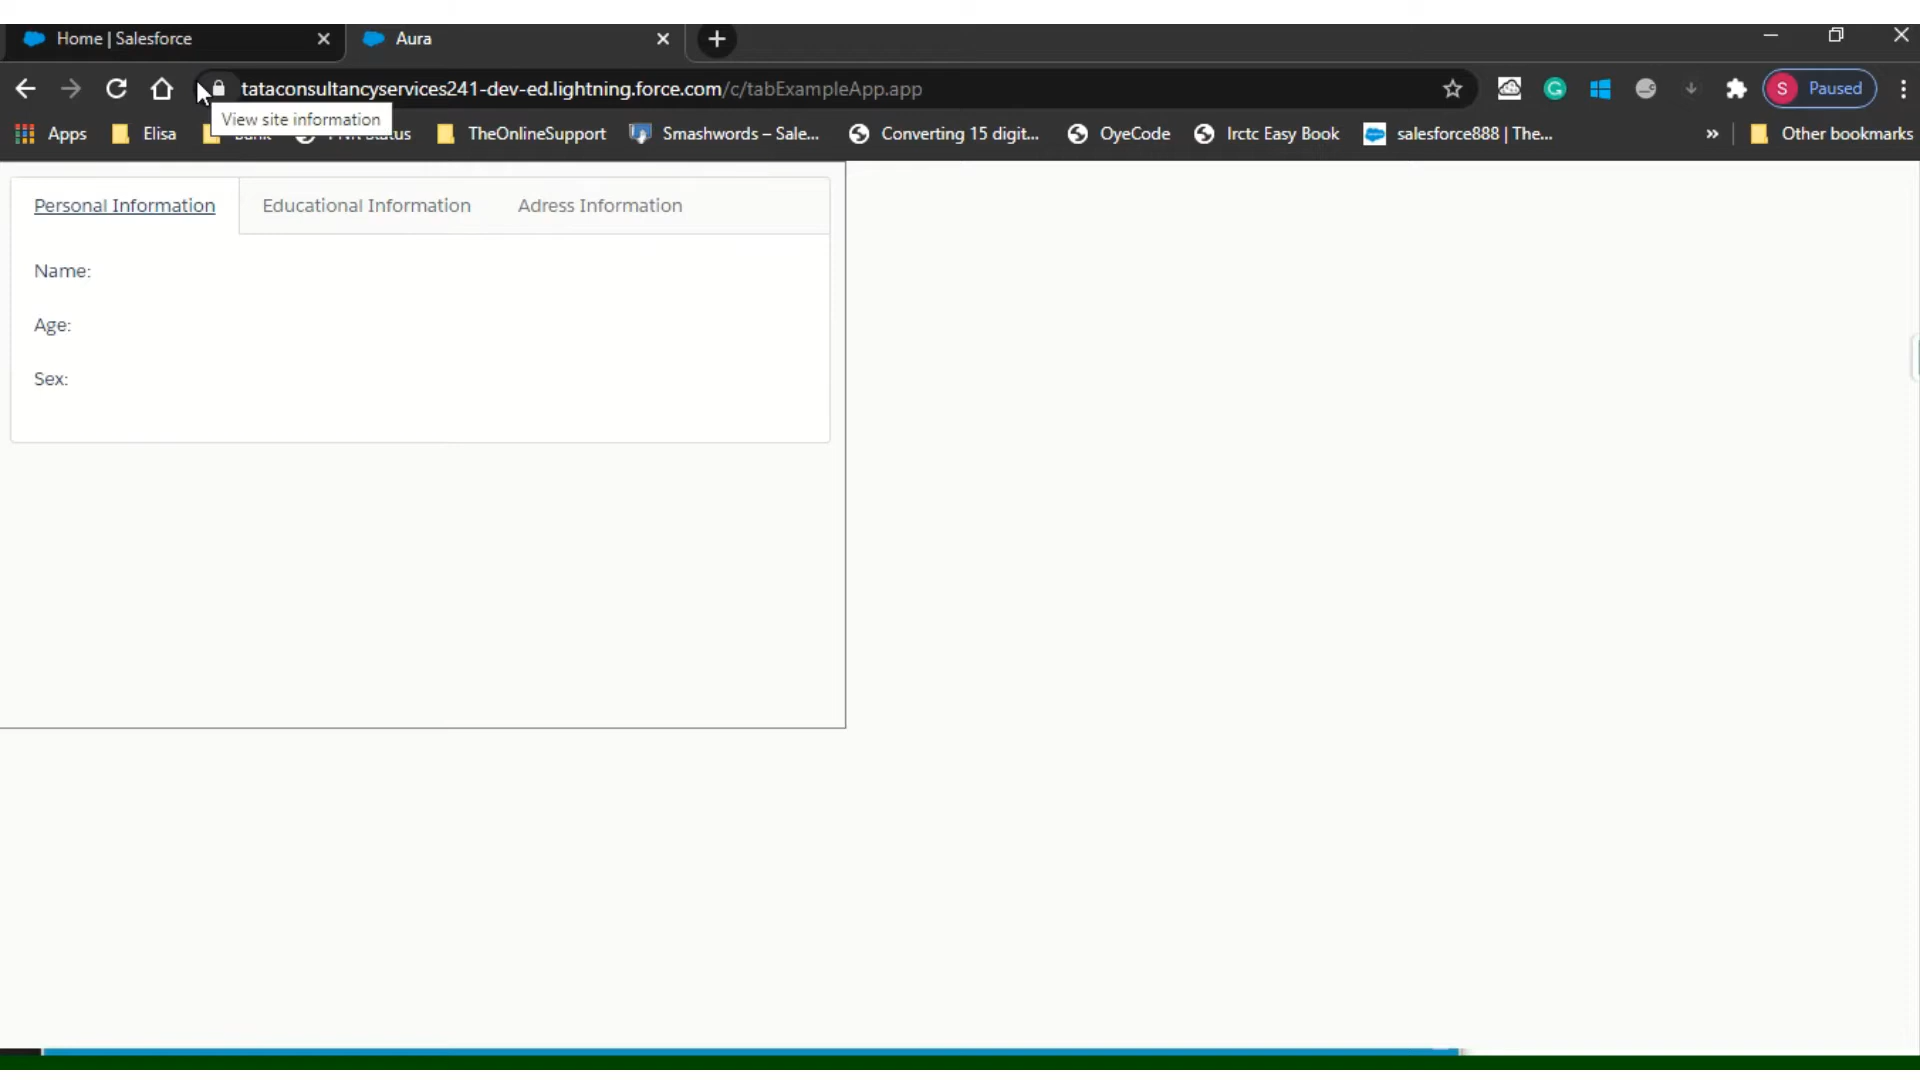 Home | Salesforce
Aura
tataconsultancyservices241-dev-ed.lightning.force.com/c/tabExampleApp.app
S Paused
View site information
Apps Elisa Status TheOnlineSupport Smashwords – Sale... Converting 15 digit... OyeCode Irctc Easy Book salesforce888 | The... » Other bookmarks
Personal Information Educational Information Adress Information
Name:
Age:
Sex: